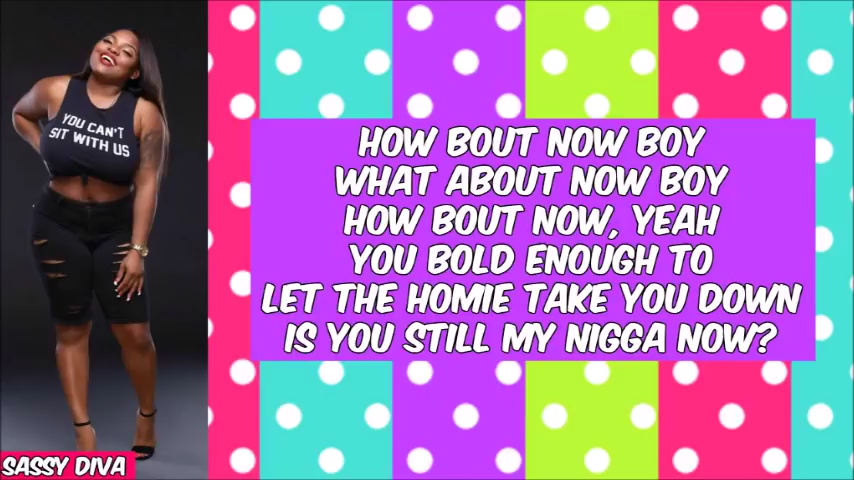 YOU CAN'T
SIT WITH US
HOW BOUT NOW BOY
WHAT ABOUT NOW BOY
HOW BOUT NOW, YEAH
YOU BOLD ENOUGH TO
LET THE HOMIE TAKE YOU DOWN
IS YOU STILL MY NIGGA NOW?
SASSY DIVA